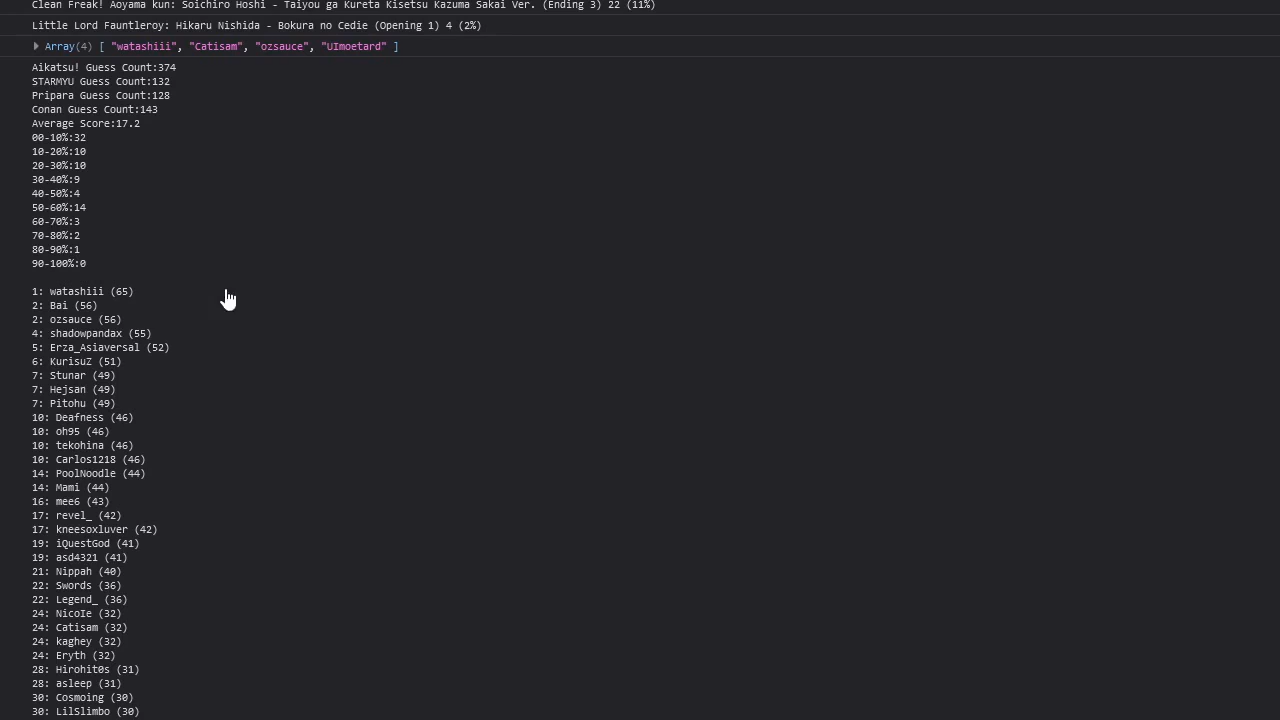 Clean Freak! Aoyama kun: Soichiro Hoshi - Taiyou ga Kureta Kisetsu Kazuma Sakai Ver. (Ending 3) 22 (11%)
Little Lord Fauntleroy: Hikaru Nishida - Bokura no Cedie (Opening 1) 4 (2%)
Array(4) [ "watashiii", "Catisam", "ozsauce", "UImoetard" ]
Aikatsu! Guess Count:374
STARMYU Guess Count:132
Pripara Guess Count:128
Conan Guess Count:143
Average Score:17.2
00-10%:32
10-20%:10
20-30%:10
30-40%:9
40-50%:4
50-60%:14
60-70%:3
70-80%:2
80-90%:1
90-100%:0
1: watashiii (65)
2: Bai (56)
2: ozsauce (56)
4: shadowpandax (55)
5: Erza_Asiaversal (52)
6: KurisuZ (51)
7: Stunar (49)
7: Hejsan (49)
7: Pitohu (49)
10: Deafness (46)
10: oh95 (46)
10: tekohina (46)
10: Carlos1218 (46)
14: PoolNoodle (44)
14: Mami (44)
16: mee6 (43)
17: revel_ (42)
17: kneesoxluver (42)
19: iQuestGod (41)
19: asd4321 (41)
21: Nippah (40)
22: Swords (36)
22: Legend_ (36)
24: NicoIe (32)
24: Catisam (32)
24: kaghey (32)
24: Eryth (32)
28: Hirohit0s (31)
28: asleep (31)
30: Cosmoing (30)
30: LilSlimbo (30)